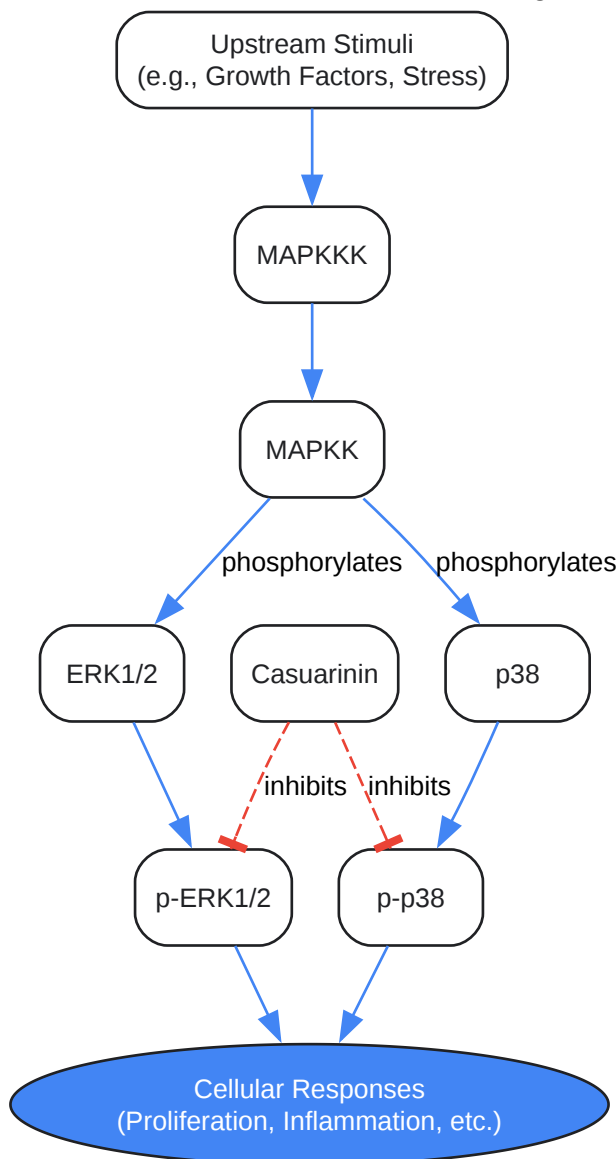 Upstream Stimuli
(e.g., Growth Factors, Stress)
MAPKKK
MAPKK
phosphorylates
phosphorylates
ERK1/2
Casuarinin
p38
inhibits
inhibits
p-ERK1/2
p-p38
Cellular Responses
(Proliferation, Inflammation, etc.)